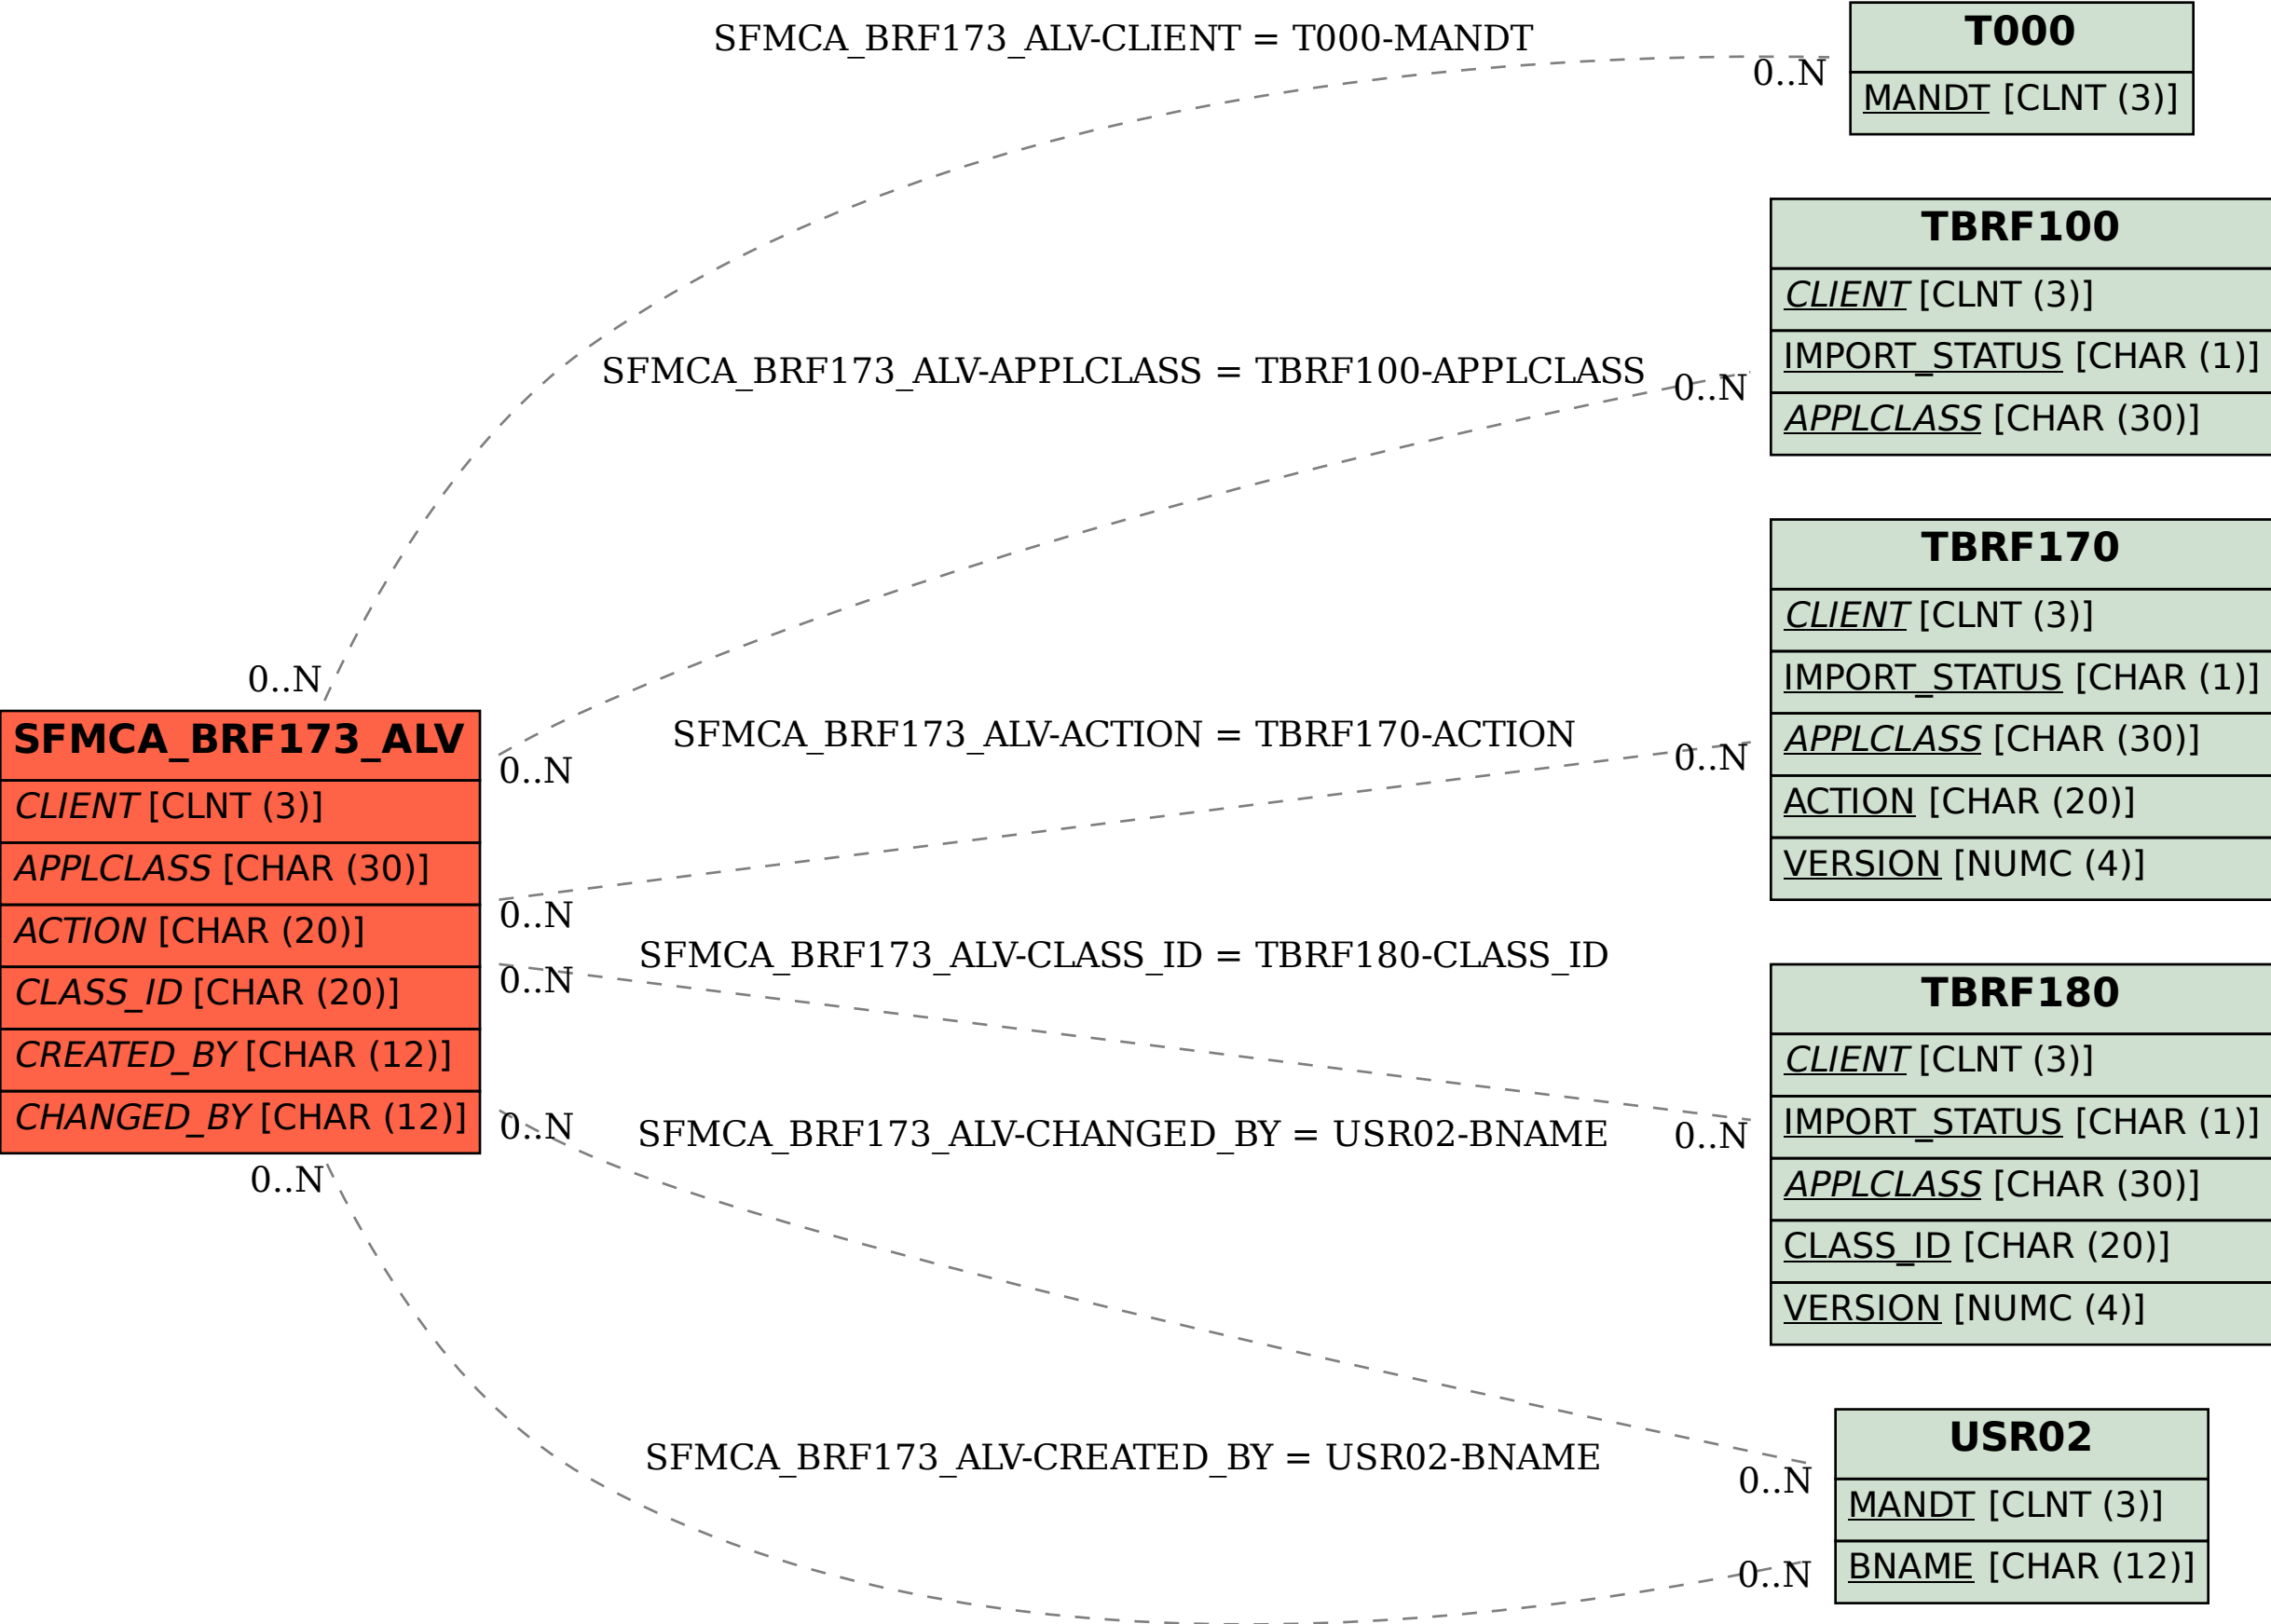 SFMCA_BRF173_ALV-CLIENT = T000-MANDT
0..N
0..N
T000
MANDT [CLNT (3)]
SFMCA_BRF173_ALV-APPLCLASS = TBRF100-APPLCLASS
0..N
0..N
TBRF100
CLIENT [CLNT (3)]
IMPORT_STATUS [CHAR (1)]
APPLCLASS [CHAR (30)]
SFMCA_BRF173_ALV
CLIENT [CLNT (3)]
APPLCLASS [CHAR (30)]
ACTION [CHAR (20)]
CLASS_ID [CHAR (20)]
CREATED_BY [CHAR (12)]
CHANGED_BY [CHAR (12)]
SFMCA_BRF173_ALV-ACTION = TBRF170-ACTION
0..N
0..N
TBRF170
CLIENT [CLNT (3)]
IMPORT_STATUS [CHAR (1)]
APPLCLASS [CHAR (30)]
ACTION [CHAR (20)]
VERSION [NUMC (4)]
SFMCA_BRF173_ALV-CLASS_ID = TBRF180-CLASS_ID
0..N
0..N
TBRF180
CLIENT [CLNT (3)]
IMPORT_STATUS [CHAR (1)]
APPLCLASS [CHAR (30)]
CLASS_ID [CHAR (20)]
VERSION [NUMC (4)]
SFMCA_BRF173_ALV-CHANGED_BY = USR02-BNAME
0..N
0..N
SFMCA_BRF173_ALV-CREATED_BY = USR02-BNAME
0..N
0..N
USR02
MANDT [CLNT (3)]
BNAME [CHAR (12)]